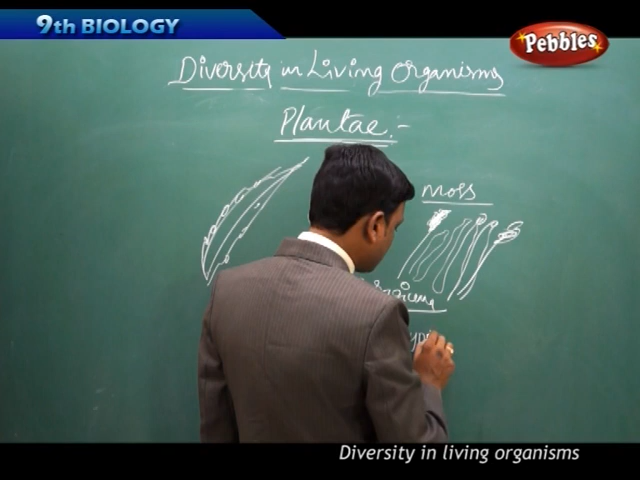 9th BIOLOGY
Pebbles
Diversity in Living Organisms
Plantae:-
Moss
Diversity in living organisms